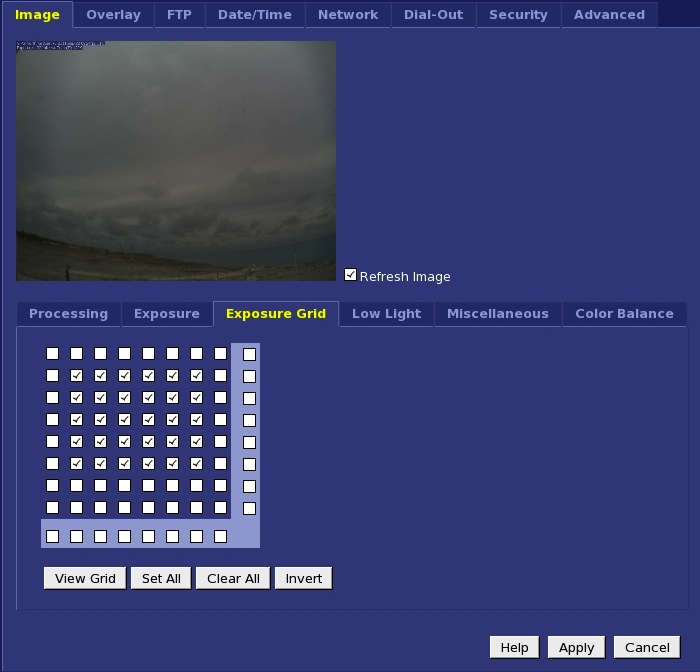 Image Overlay FTP Date/Time Network Dial-Out Security Advanced
Refresh Image
Processing Exposure Exposure Grid Low Light Miscellaneous Color Balance
View Grid Set All Clear All Invert
Help Apply Cancel